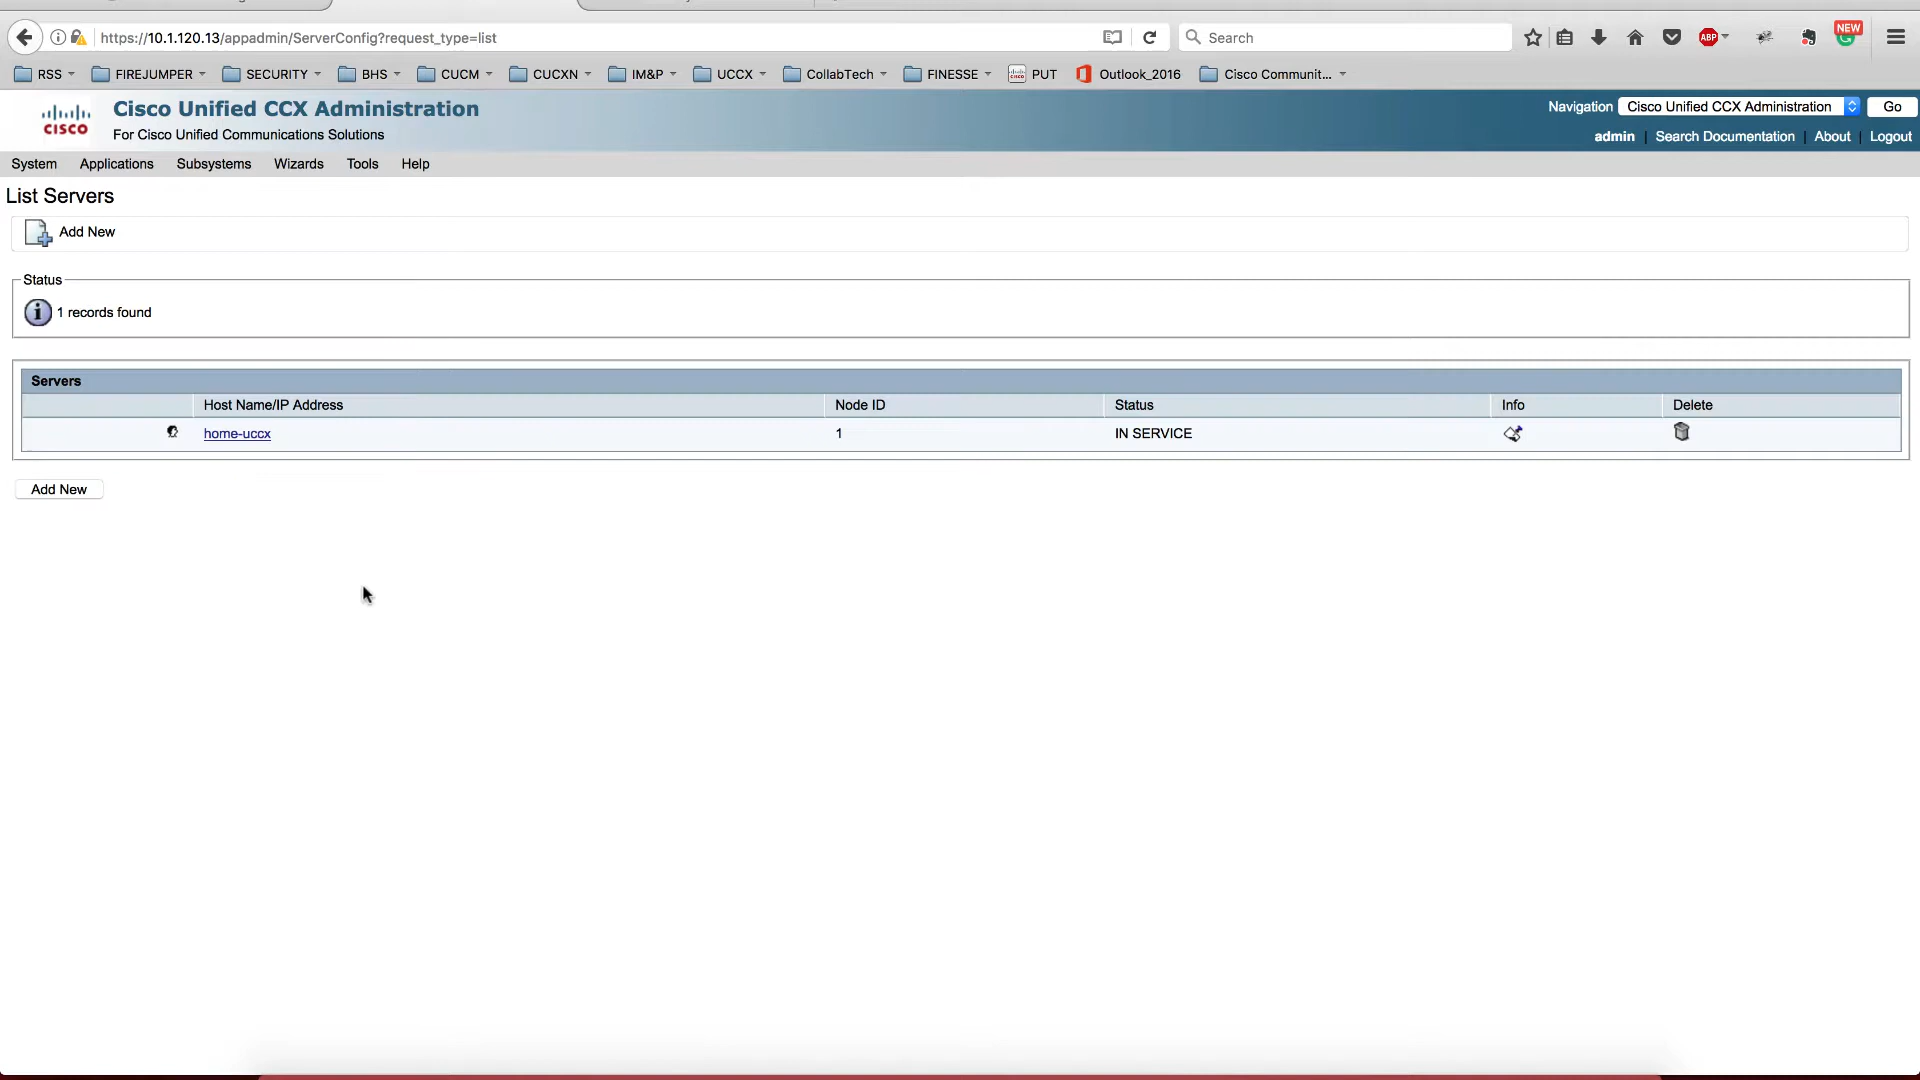 https://10.1.120.13/appadmin/ServerConfig?request_type=list
Search
ABP
NEW
RSS
FIREJUMPER
SECURITY
BHS
CUCM
CUCXN
IM&P
UCCX
CollabTech
FINESSE
PUT
Outlook_2016
Cisco Communit...
CISCO
Cisco Unified CCX Administration
For Cisco Unified Communications Solutions
Navigation
Cisco Unified CCX Administration
Go
admin | Search Documentation | About | Logout
System
Applications
Subsystems
Wizards
Tools
Help
List Servers
Add New
Status
1 records found
Servers
Host Name/IP Address
Node ID
Status
Info
Delete
home-uccx
1
IN SERVICE
Add New